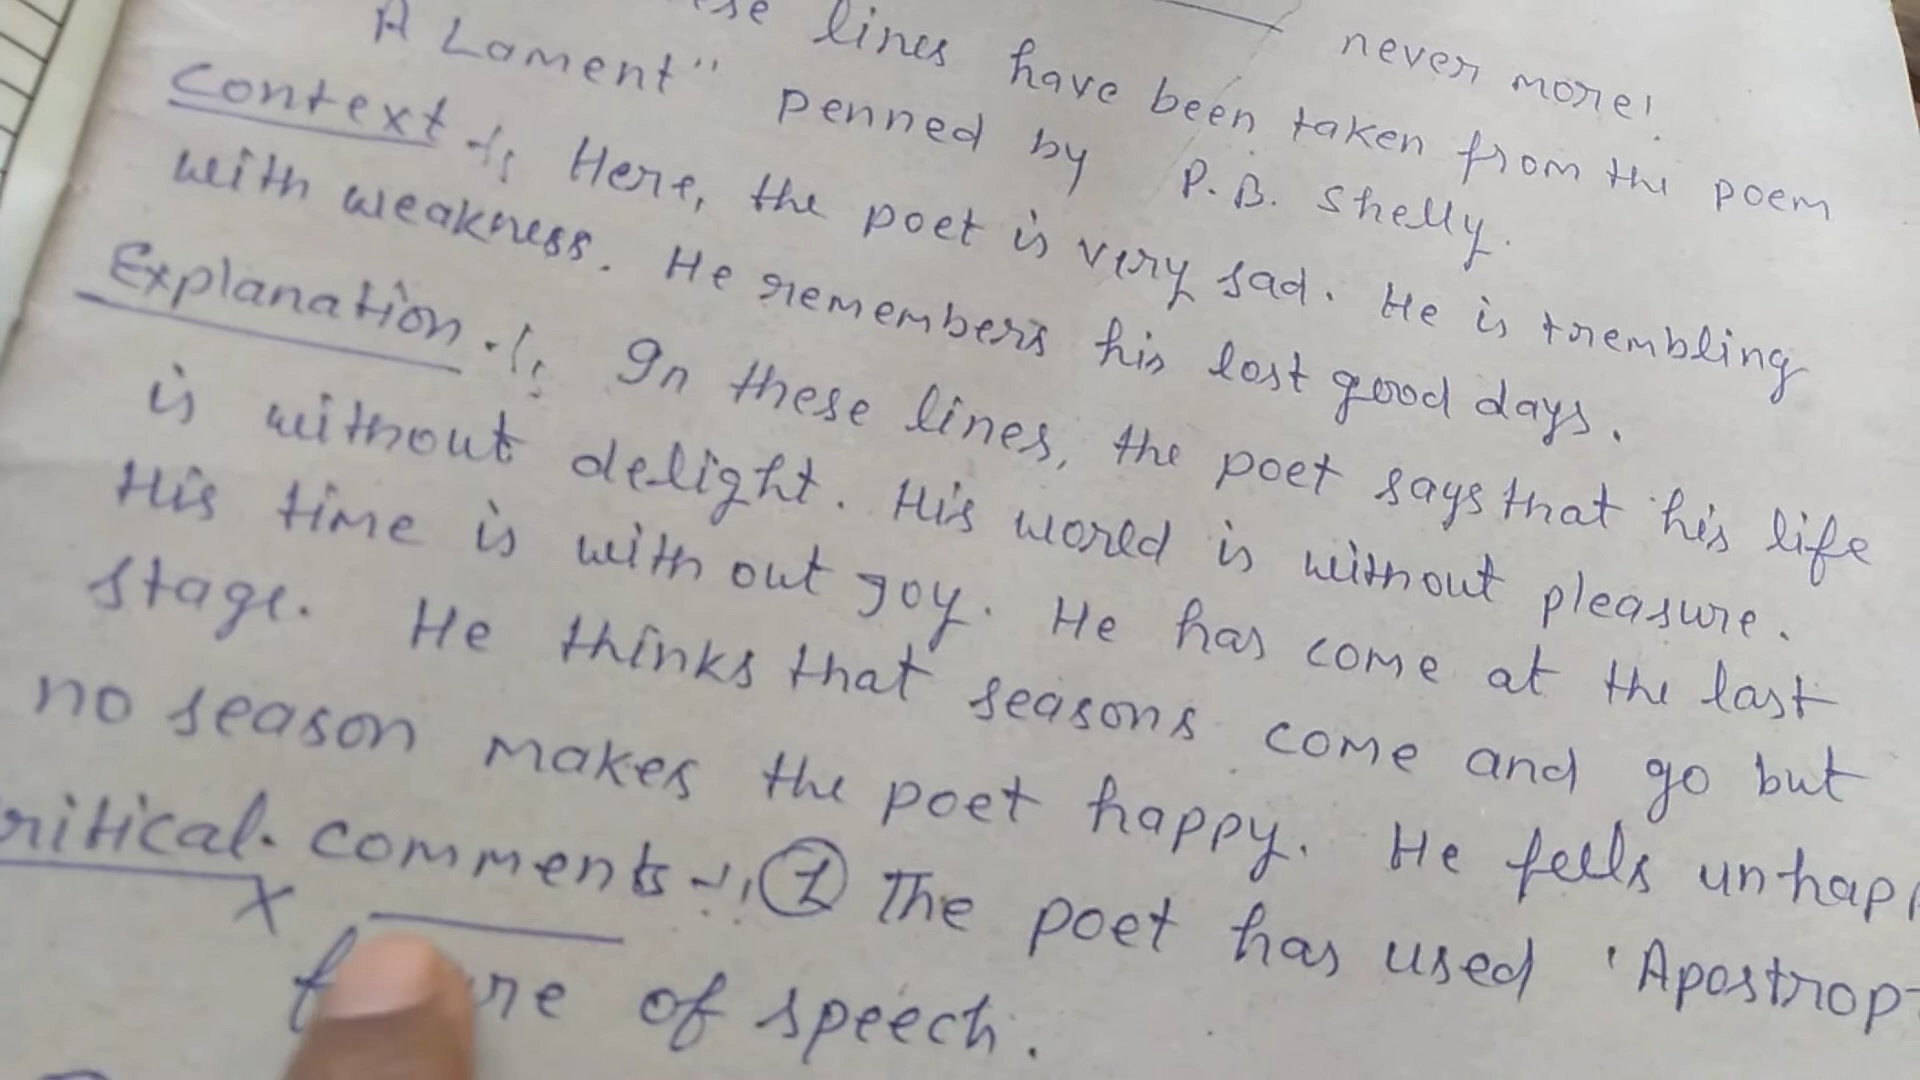 never more!
lines have been taken from the poem
A Lament" penned by P.B. Shelly.
Context :- Here, the poet is very sad. He is trembling
with weakness. He remembers his lost good days.
Explanation :- In these lines, the poet says that his life
is without delight. His world is without pleasure.
His time is with out joy. He has come at the last
stage. He thinks that seasons come and go but
no season makes the poet happy. He feels unhap
ritical comments :- ① The poet has used 'Apostrop
of speech.